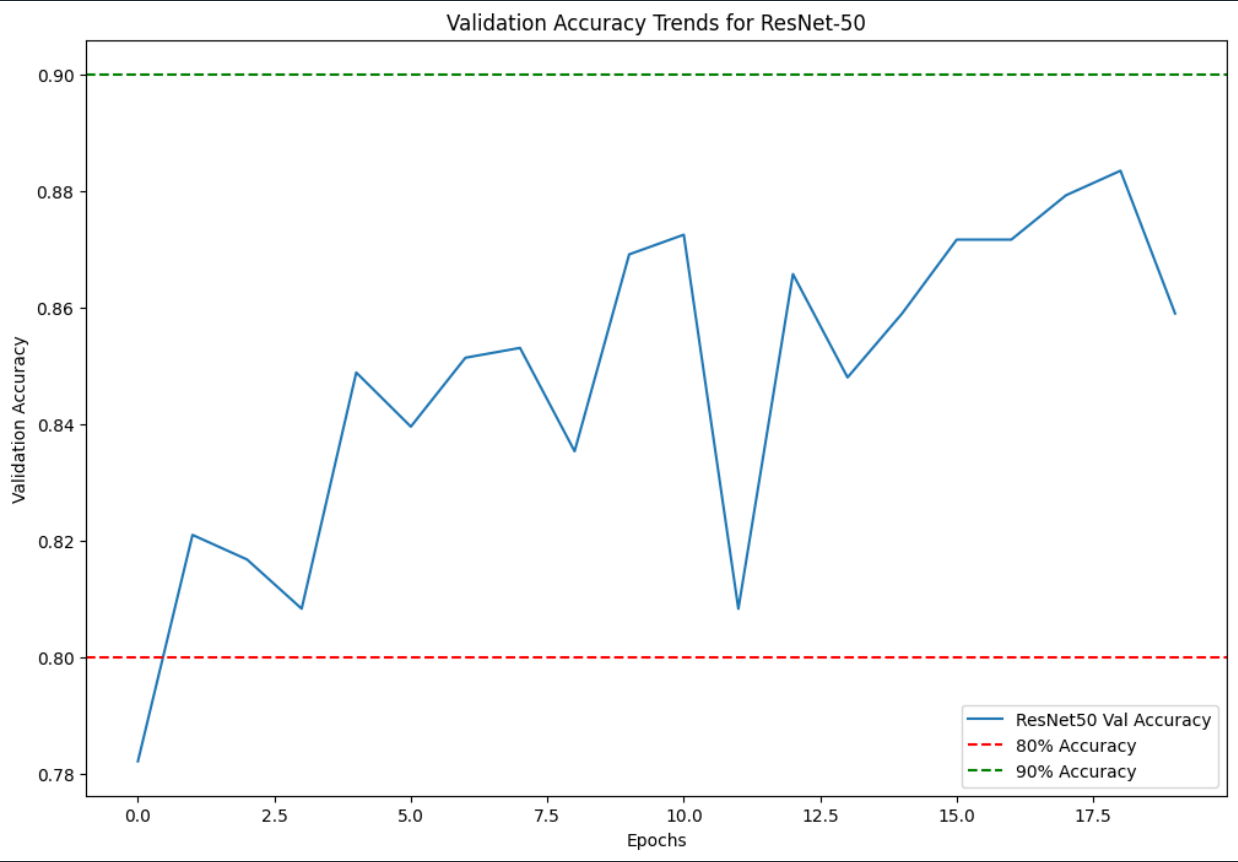 Validation Accuracy Trends for ResNet-50
Validation Accuracy
0.90
0.88
0.86
0.84
0.82
0.80
0.78
0.0 2.5 5.0 7.5 10.0 12.5 15.0 17.5
Epochs
ResNet50 Val Accuracy
80% Accuracy
90% Accuracy